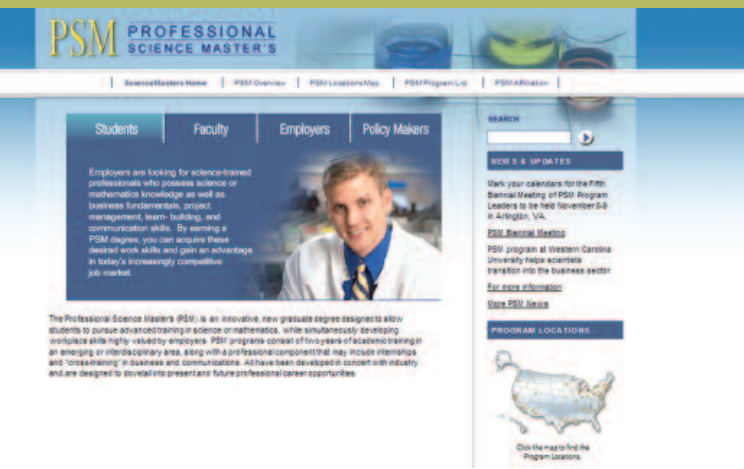 PSM PROFESSIONAL
SCIENCE MASTER'S
ScienceMasters Home | PSM Overview | PSM Locations Map | PSM Program List | PSM Affiliation
Students
Faculty
Employers
Policy Makers
Employers are looking for science-trained
professionals who possess science or
mathematics knowledge as well as
business fundamentals, project
management, team- building, and
communication skills. By earning a
PSM degree, you can acquire these
desired work skills and gain an advantage
in today's increasingly competitive
job market.
The Professional Science Master's (PSM) is an innovative, new graduate degree designed to allow
students to pursue advanced training in science or mathematics, while simultaneously developing
workplace skills highly valued by employers. PSM programs consist of two years of academic training in
an emerging or interdisciplinary area, along with a professional component that may include internships
and "cross-training" in business and communications. All have been developed in concert with industry
and are designed to dovetail into present and future professional career opportunities.
SEARCH
NEWS & UPDATES
Mark your calendars for the Fifth
Biennial Meeting of PSM Program
Leaders to be held November 6-9
in Arlington, VA.
PSM Biennial Meeting
PSM program at Western Carolina
University helps scientists
transition into the business sector
For more information
More PSM News
PROGRAM LOCATIONS
Click the map to find the
Program Locations.